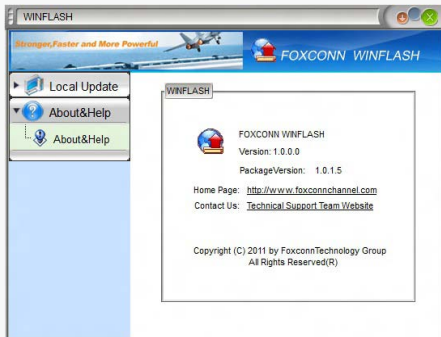 WINFLASH
Stronger,Faster and More Powerful
FOXCONN WINFLASH
Local Update
About&Help
About&Help
WINFLASH
FOXCONN WINFLASH
Version: 1.0.0.0
PackageVersion: 1.0.1.5
Home Page: http://www.foxconnchannel.com
Contact Us: Technical Support Team Website
Copyright (C) 2011 by FoxconnTechnology Group
All Rights Reserved(R)